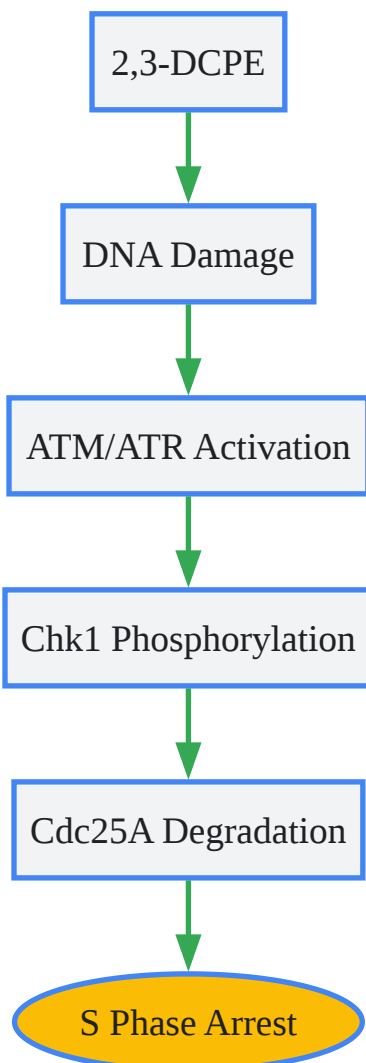 2,3-DCPE
DNA Damage
ATM/ATR Activation
Chk1 Phosphorylation
Cdc25A Degradation
S Phase Arrest